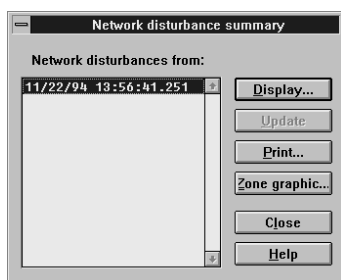 Network disturbance summary
Network disturbances from:
11/22/94 13:56:41.251
Display...
Update
Print...
Zone graphic...
Close
Help